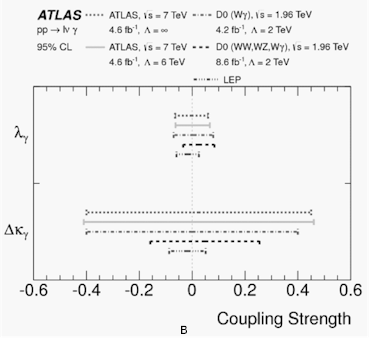 ATLAS ATLAS, √s = 7 TeV D0 (Wγ), √s = 1.96 TeV
pp → lν γ 4.6 fb⁻¹, Λ = ∞ 4.2 fb⁻¹, Λ = 2 TeV
95% CL ATLAS, √s = 7 TeV D0 (WW,WZ,Wγ), √s = 1.96 TeV
4.6 fb⁻¹, Λ = 6 TeV 8.6 fb⁻¹, Λ = 2 TeV
LEP
λγ
Δκγ
-0.6 -0.4 -0.2 0 0.2 0.4 0.6
B
Coupling Strength